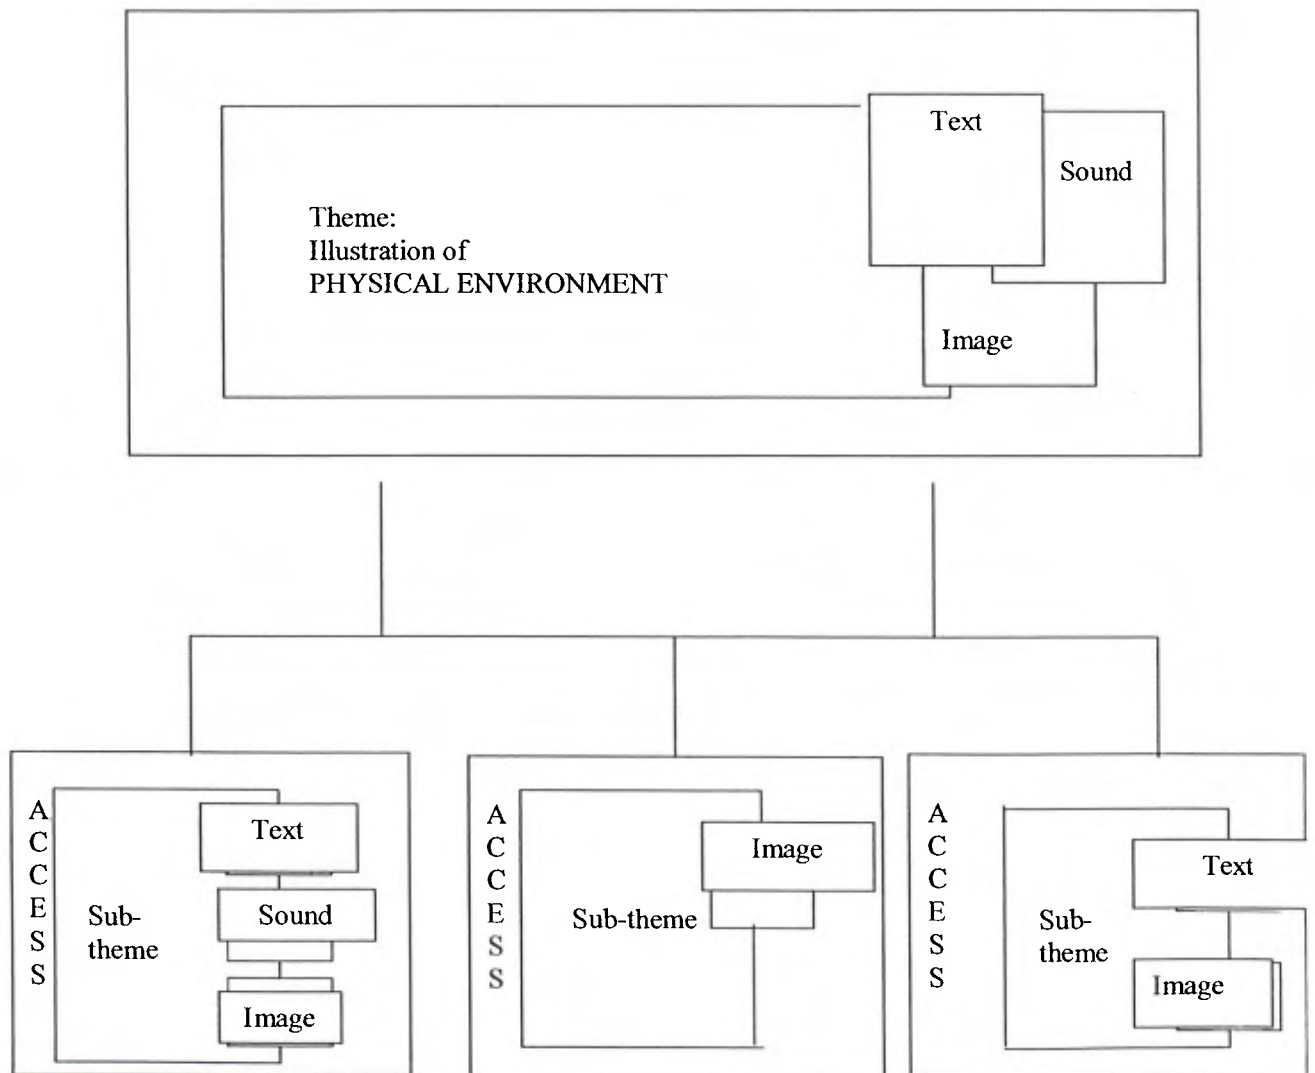 Text
Sound
Theme:
Illustration of
PHYSICAL ENVIRONMENT
Image
A
C
C
E
S
S
Text
Sub-
theme
Sound
Image
A
C
C
E
S
S
Image
Sub-theme
A
C
C
E
S
S
Text
Sub-
theme
Image